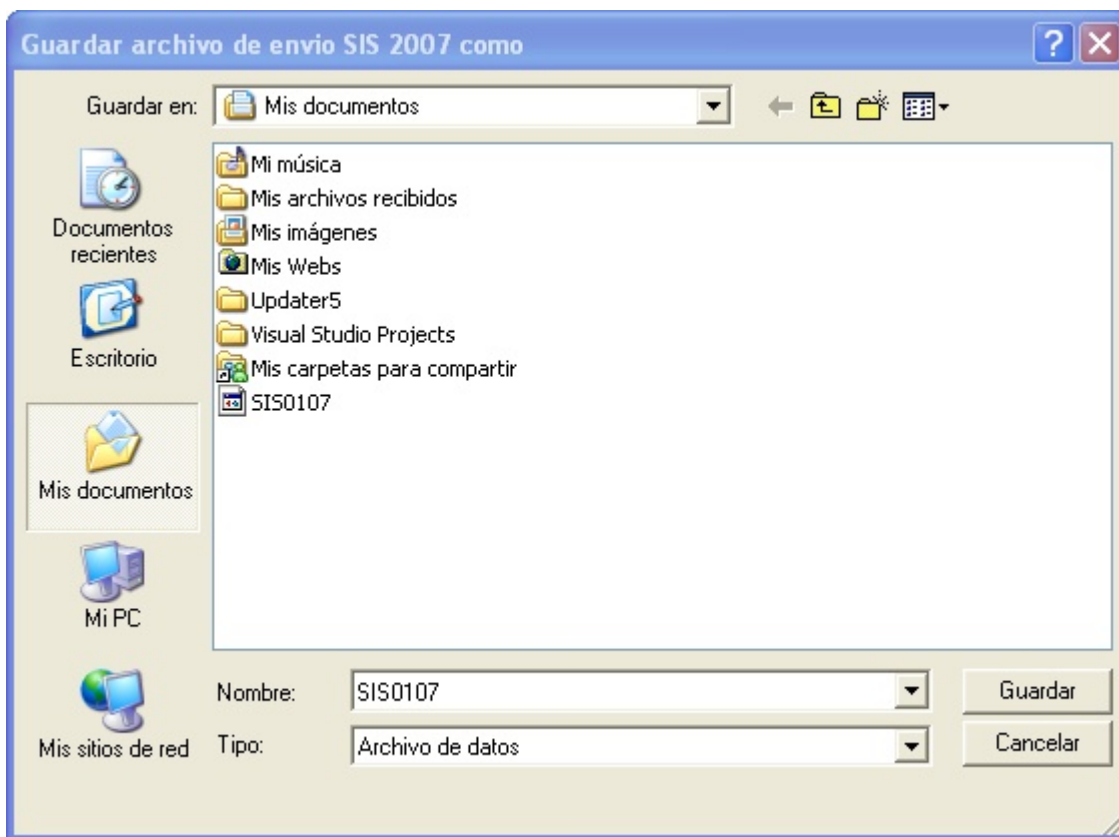 Guardar archivo de envio SIS 2007 como
Guardar en:
Mis documentos
Documentos
recientes
Escritorio
Mis documentos
Mi PC
Mis sitios de red
Mi música
Mis archivos recibidos
Mis imágenes
Mis Webs
Updater5
Visual Studio Projects
Mis carpetas para compartir
SIS0107
Nombre:
SIS0107
Guardar
Tipo:
Archivo de datos
Cancelar